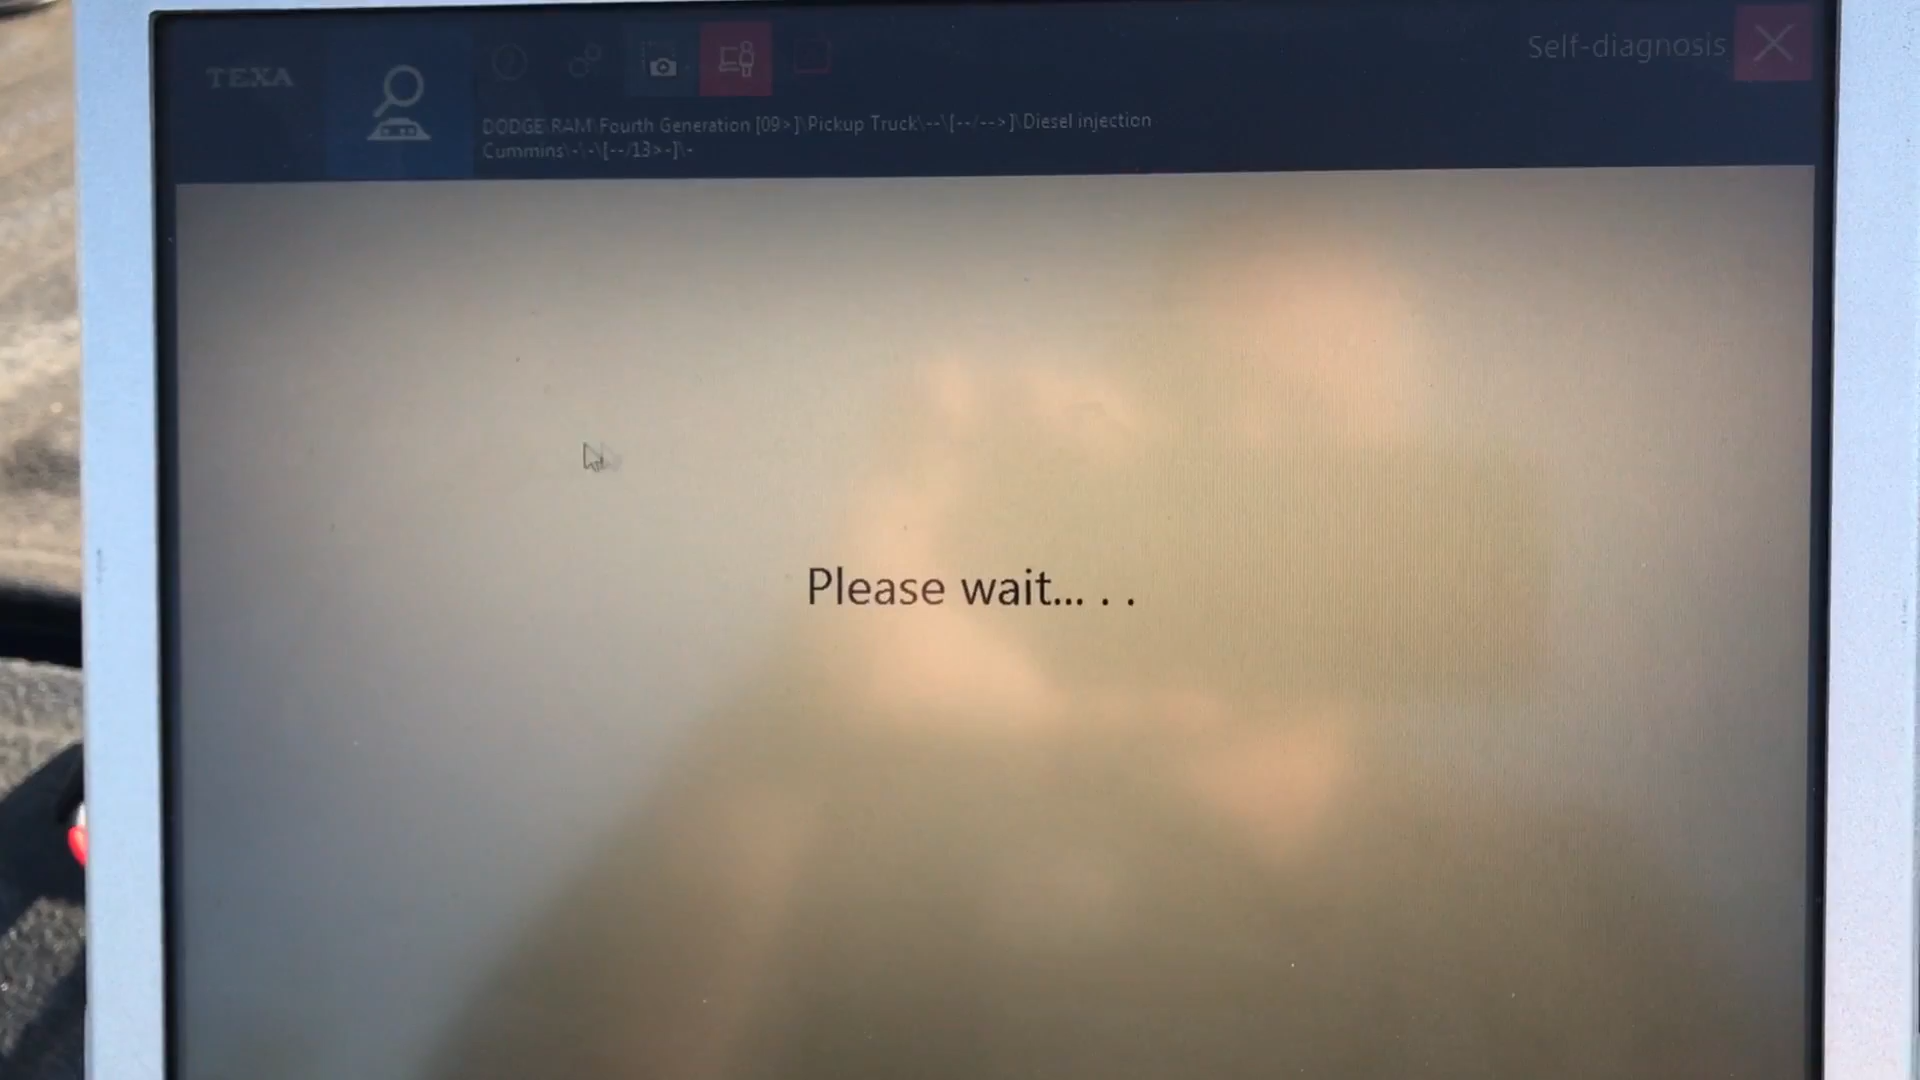 TEXA
Self-diagnosis
DODGE\RAM\Fourth Generation [09>]\Pickup Truck\--\[--/-->]\Diesel injection
Cummins\-\-\[--/13>-]\-
Please wait... . .